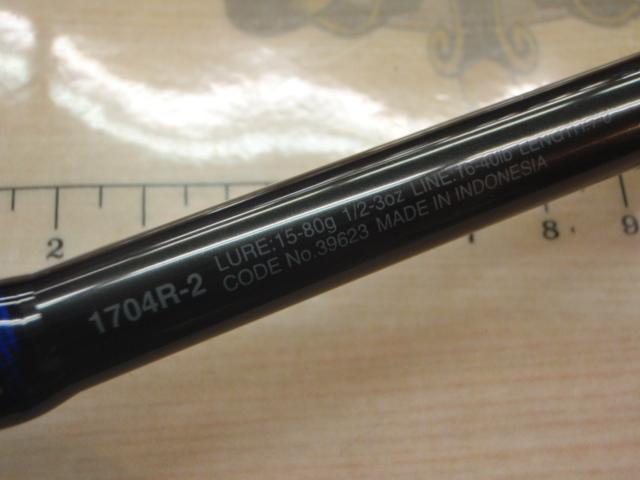 1704R-2
LURE:15-80g 1/2-3oz LINE:16-40lb LENGTH:7'0"
CODE No.39623 MADE IN INDONESIA
2
7
8
9